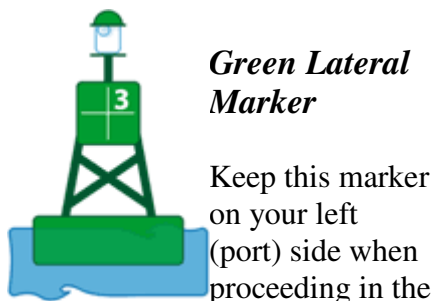 3
Green Lateral
Marker
Keep this marker
on your left
(port) side when
proceeding in the